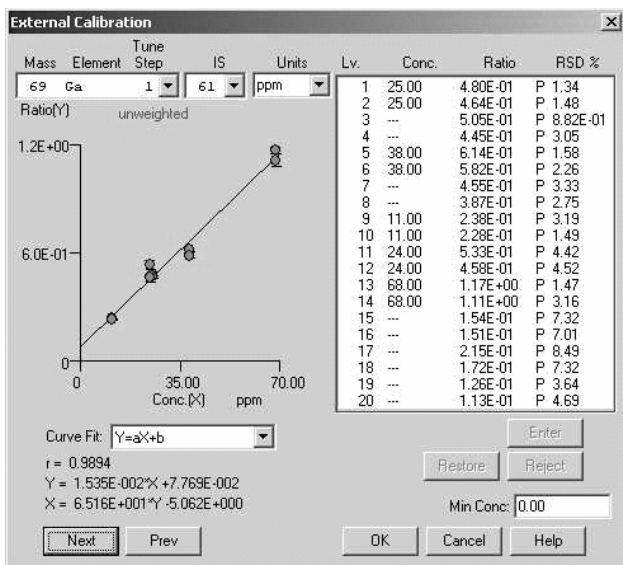 External Calibration
Tune
Mass Element Step IS Units
69 Ga 1 61 ppm
Ratio(Y) unweighted
1.2E+00
6.0E-01
0
0 35.00 70.00
Conc.(X) ppm
Lv. Conc. Ratio RSD %
1 25.00 4.80E-01 P 1.34
2 25.00 4.64E-01 P 1.48
3 --- 5.05E-01 P 8.82E-01
4 --- 4.45E-01 P 3.05
5 38.00 6.14E-01 P 1.58
6 38.00 5.82E-01 P 2.26
7 --- 4.55E-01 P 3.33
8 --- 3.87E-01 P 2.75
9 11.00 2.38E-01 P 3.19
10 11.00 2.28E-01 P 1.49
11 24.00 5.33E-01 P 4.42
12 24.00 4.58E-01 P 4.52
13 68.00 1.17E+00 P 1.47
14 68.00 1.11E+00 P 3.16
15 --- 1.54E-01 P 7.32
16 --- 1.51E-01 P 7.01
17 --- 2.15E-01 P 8.49
18 --- 1.72E-01 P 7.32
19 --- 1.26E-01 P 3.64
20 --- 1.13E-01 P 4.69
Curve Fit: Y=aX+b
r = 0.9894
Y = 1.535E-002*X +7.769E-002
X = 6.516E+001*Y -5.062E+000
Enter
Restore Reject
Min Conc: 0.00
Next Prev OK Cancel Help